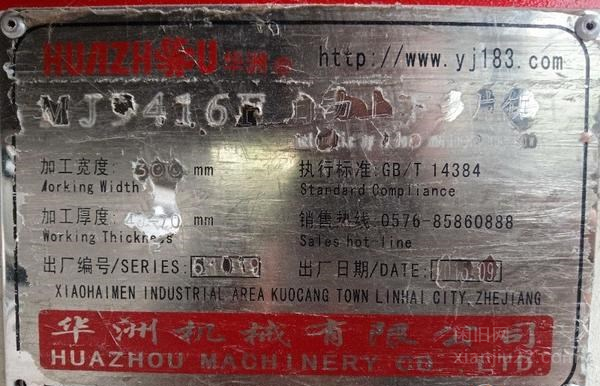 HUAZHOU 华洲 http://www.yj183.com
加工宽度: 300 mm 执行标准:GB/T 14384
Working Width Standard Compliance
加工厚度: mm 销售热线:0576-85860888
Working Thickness Sales hot-line
出厂编号/SERIES: 出厂日期/DATE:
XIAOHAIMEN INDUSTRIAL AREA KUOCANG TOWN LINHAI CITY, ZHEJIANG
华洲机械有限公司
HUAZHOU MACHINERY CO LTD.